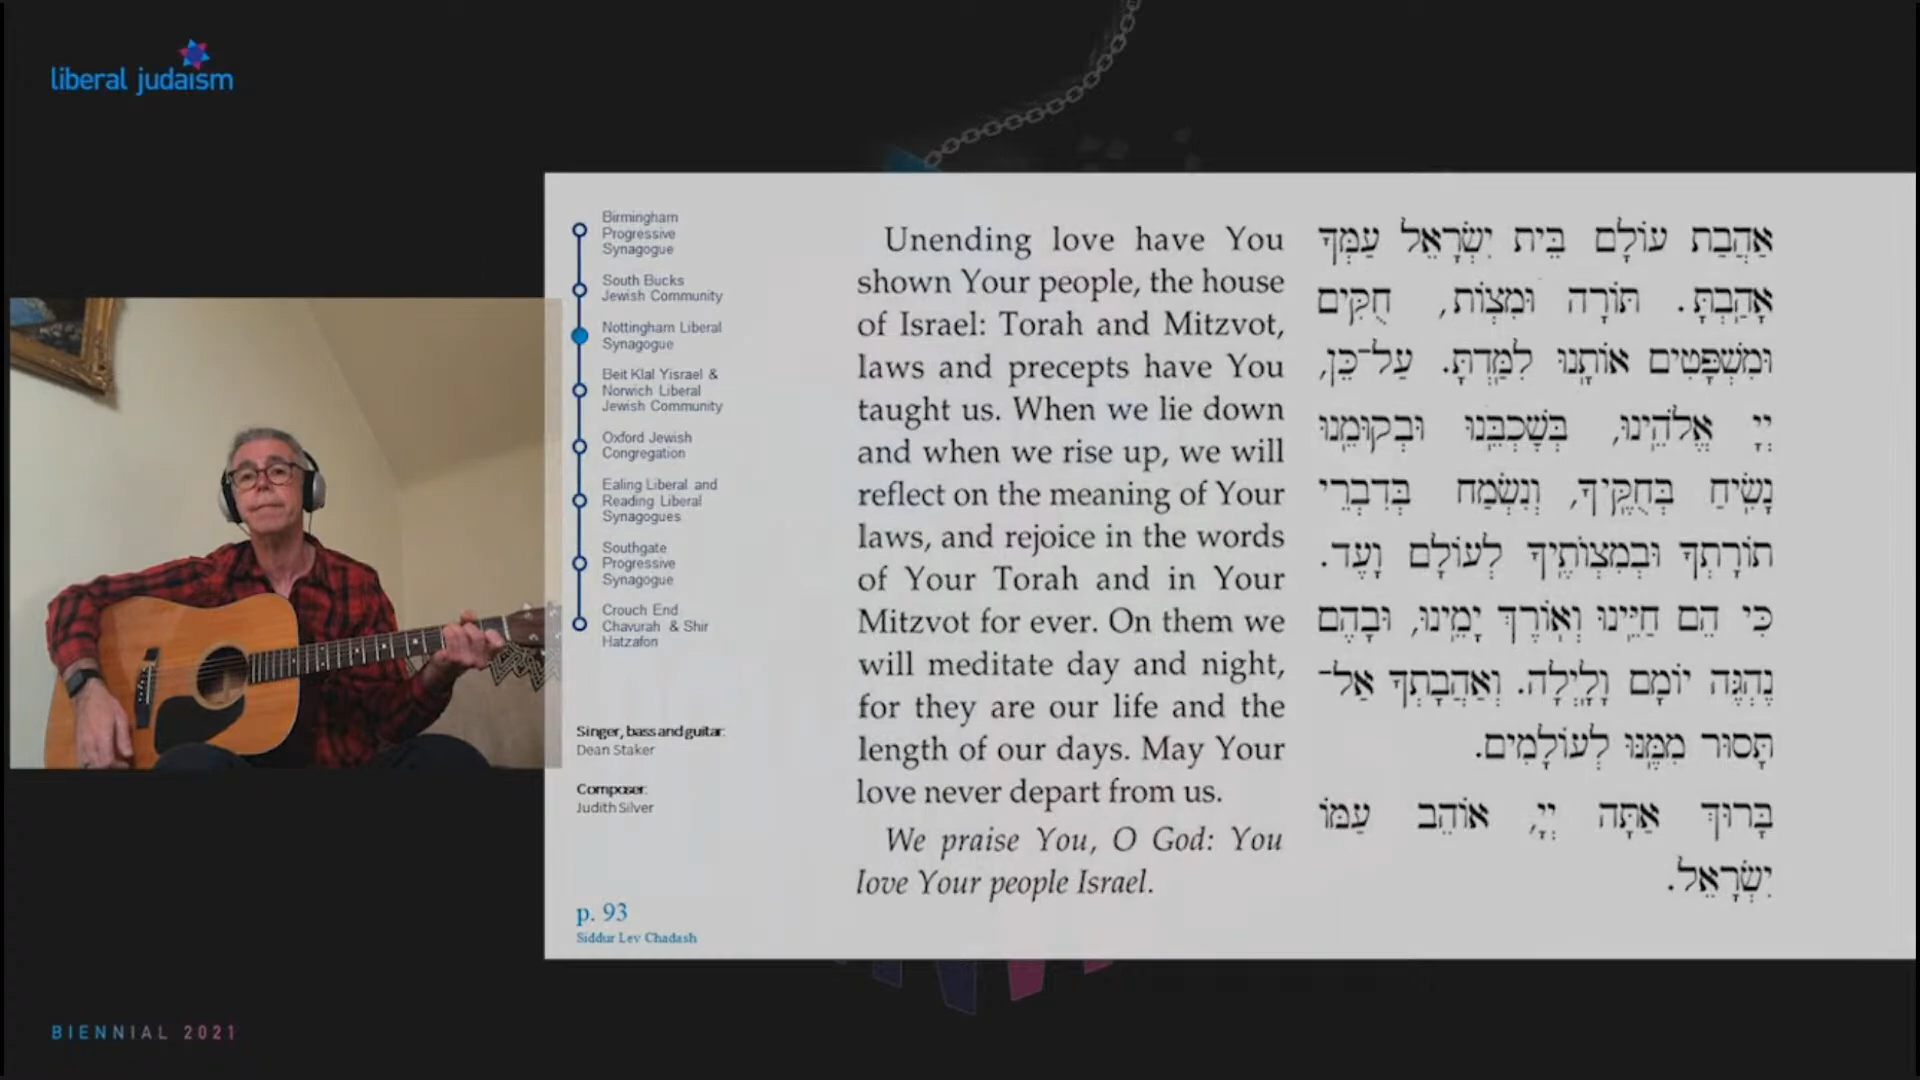 liberal judaism
Birmingham
Progressive
Synagogue
South Bucks
Jewish Community
Nottingham Liberal
Synagogue
Beit Klal Yisrael &
Norwich Liberal
Jewish Community
Oxford Jewish
Congregation
Ealing Liberal and
Reading Liberal
Synagogues
Southgate
Progressive
Synagogue
Crouch End
Chavurah & Shir
Hatzafon
Singer, bass and guitar:
Dean Staker
Composer:
Judith Silver
p. 93
Siddur Lev Chadash
Unending love have You
shown Your people, the house
of Israel: Torah and Mitzvot,
laws and precepts have You
taught us. When we lie down
and when we rise up, we will
reflect on the meaning of Your
laws, and rejoice in the words
of Your Torah and in Your
Mitzvot for ever. On them we
will meditate day and night,
for they are our life and the
length of our days. May Your
love never depart from us.
We praise You, O God: You
love Your people Israel.
אַהֲבַת עוֹלָם בֵּית יִשְׂרָאֵל עַמְּךָ
אָהַבְתָּ. תּוֹרָה וּמִצְוֹת, חֻקִּים
וּמִשְׁפָּטִים אוֹתָנוּ לִמַּדְתָּ. עַל־כֵּן,
יְיָ אֱלֹהֵינוּ, בְּשָׁכְבֵּנוּ וּבְקוּמֵנוּ
נָשִׂיחַ בְּחֻקֶּיךָ, וְנִשְׂמַח בְּדִבְרֵי
תוֹרָתְךָ וּבְמִצְוֹתֶיךָ לְעוֹלָם וָעֶד.
כִּי הֵם חַיֵּינוּ וְאֹרֶךְ יָמֵינוּ, וּבָהֶם
נֶהְגֶּה יוֹמָם וָלָיְלָה. וְאַהֲבָתְךָ אַל־
תָּסוּר מִמֶּנּוּ לְעוֹלָמִים.
בָּרוּךְ אַתָּה יְיָ, אוֹהֵב עַמּוֹ
יִשְׂרָאֵל.
BIENNIAL 2021